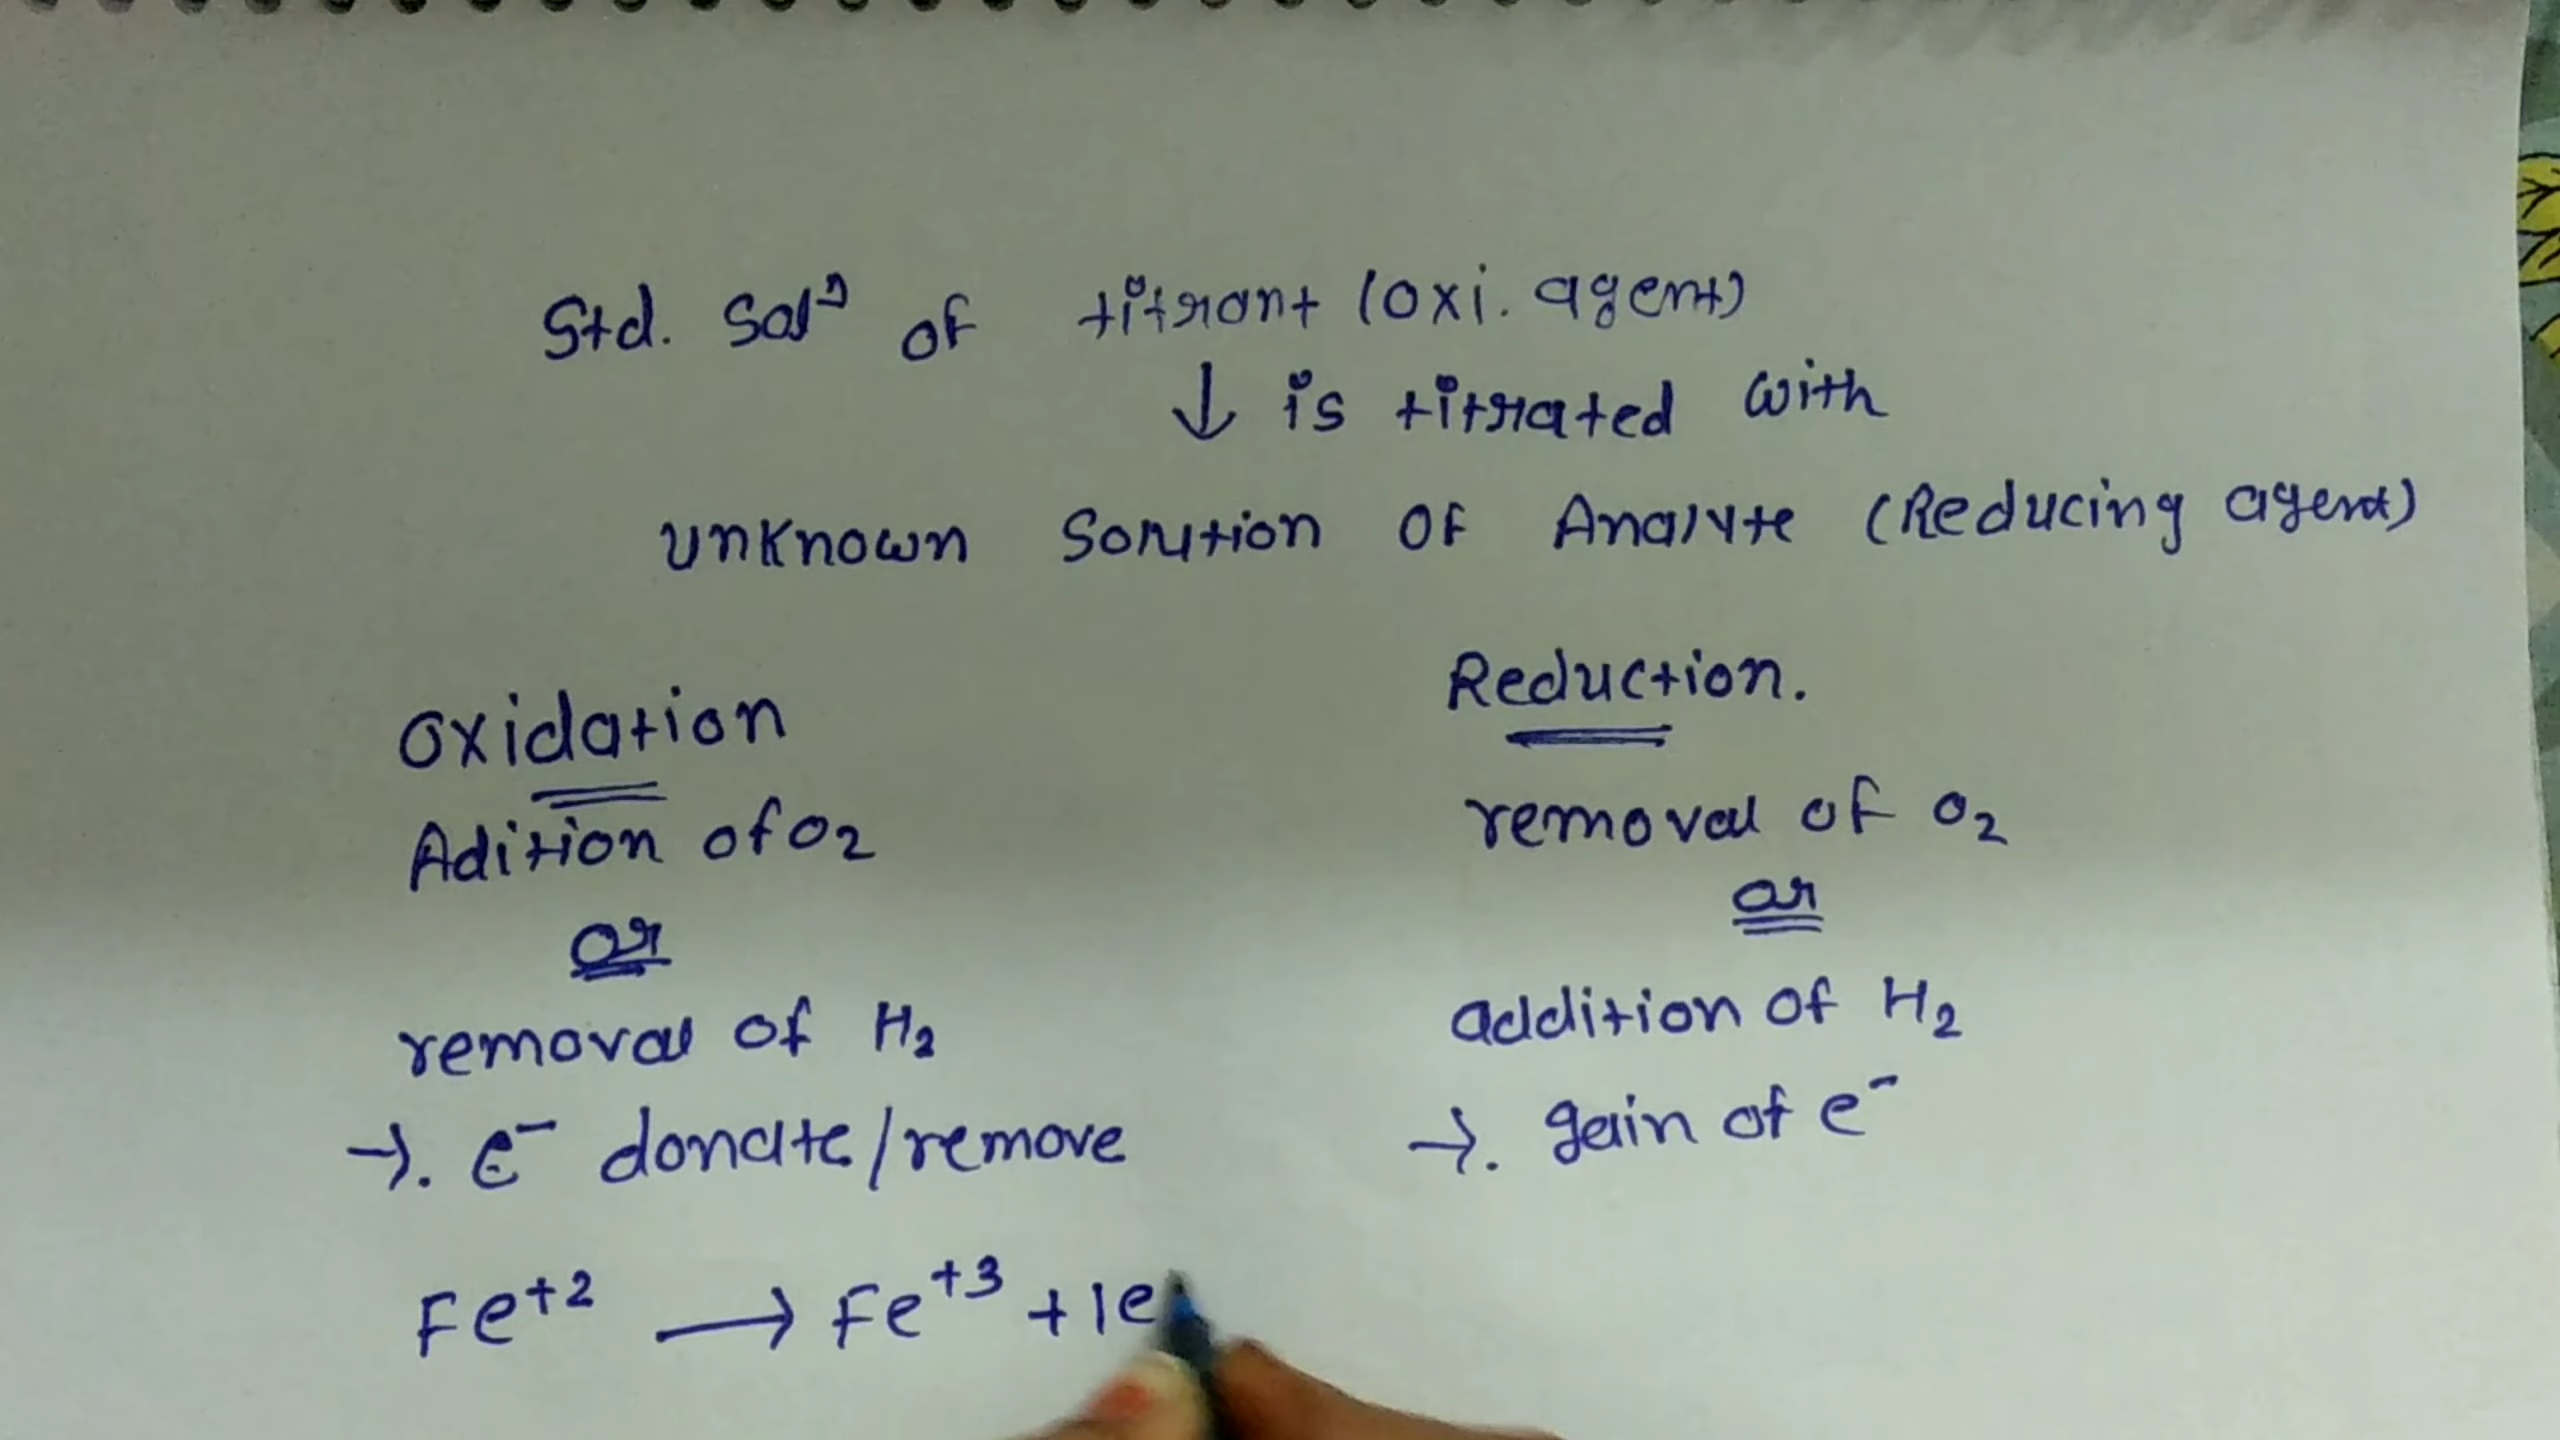 Std. Solⁿ of titrant (oxi. agent)
↓ is titrated with
unknown Solution of Analyte (Reducing agent)
Oxidation
Adition of O₂
or
removal of H₂
→. e⁻ donate/remove
Fe⁺² → Fe⁺³ + 1e
Reduction.
removal of O₂
or
addition of H₂
→. gain of e⁻